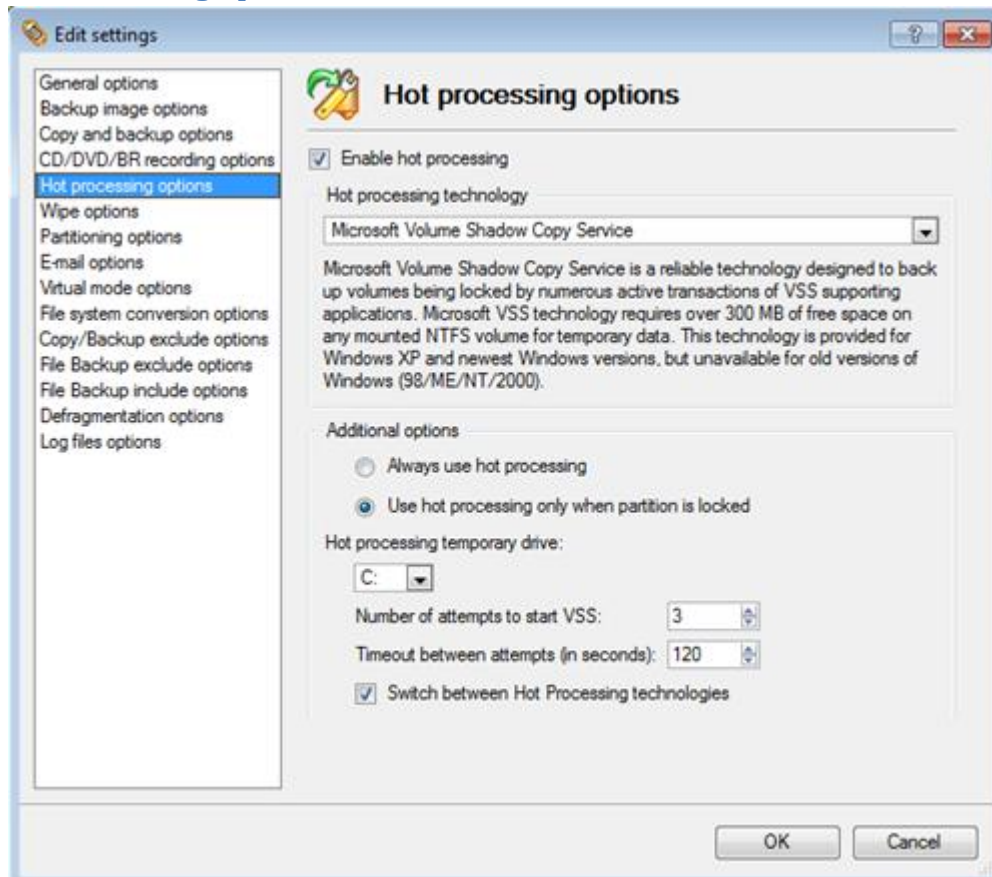 Edit settings
General options
Backup image options
Copy and backup options
CD/DVD/BR recording options
Hot processing options
Wipe options
Partitioning options
E-mail options
Virtual mode options
File system conversion options
Copy/Backup exclude options
File Backup exclude options
File Backup include options
Defragmentation options
Log files options
Hot processing options
Enable hot processing
Hot processing technology
Microsoft Volume Shadow Copy Service
Microsoft Volume Shadow Copy Service is a reliable technology designed to back
up volumes being locked by numerous active transactions of VSS supporting
applications. Microsoft VSS technology requires over 300 MB of free space on
any mounted NTFS volume for temporary data. This technology is provided for
Windows XP and newest Windows versions, but unavailable for old versions of
Windows (98/ME/NT/2000).
Additional options
Always use hot processing
Use hot processing only when partition is locked
Hot processing temporary drive:
C:
Number of attempts to start VSS: 3
Timeout between attempts (in seconds): 120
Switch between Hot Processing technologies
OK Cancel